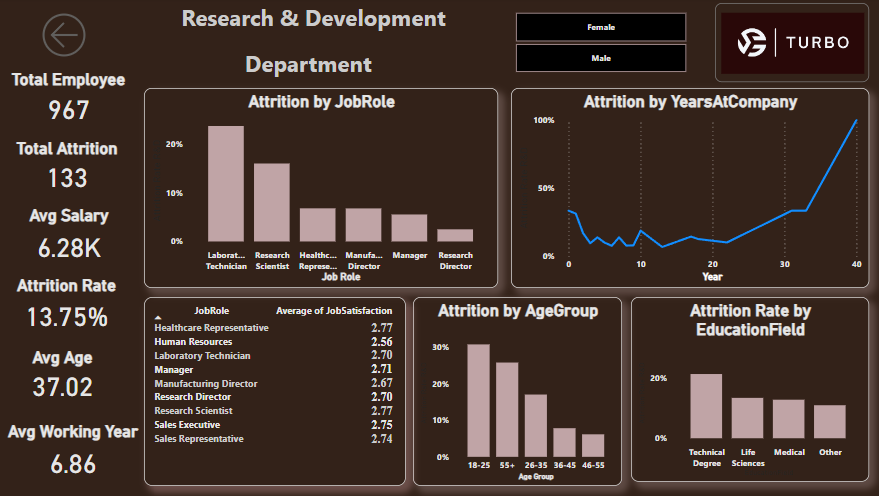 Research & Development
Department
Female
Male
TURBO
Total Employee
967
Total Attrition
133
Avg Salary
6.28K
Attrition Rate
13.75%
Avg Age
37.02
Avg Working Year
6.86
Attrition by JobRole
20%
10%
0%
Laborat... Technician
Research Scientist
Healthc... Represe...
Manufa... Director
Manager
Research Director
Job Role
Attrition by YearsAtCompany
100%
50%
0%
0 10 20 30 40
Year
JobRole Average of JobSatisfaction
Healthcare Representative 2.77
Human Resources 2.56
Laboratory Technician 2.70
Manager 2.71
Manufacturing Director 2.67
Research Director 2.70
Research Scientist 2.77
Sales Executive 2.75
Sales Representative 2.74
Attrition by AgeGroup
30%
20%
10%
0%
18-25 55+ 26-35 36-45 46-55
Age Group
Attrition Rate by
EducationField
20%
0%
Technical Degree
Life Sciences
Medical
Other